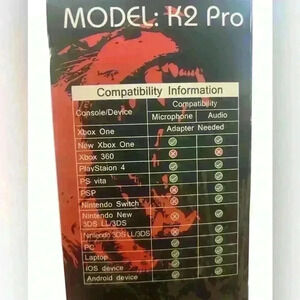 MODEL: K2 Pro
Compatibility Information
Console/Device Compatibility
Microphone Audio
Xbox One Adapter Needed
New Xbox One
Xbox 360
PlayStaion 4
PS vita
PSP
Nintendo Switch
Nintendo New
3DS LL/3DS
Nintendo 3DS LL/3DS
PC
Laptop
iOS device
Android device